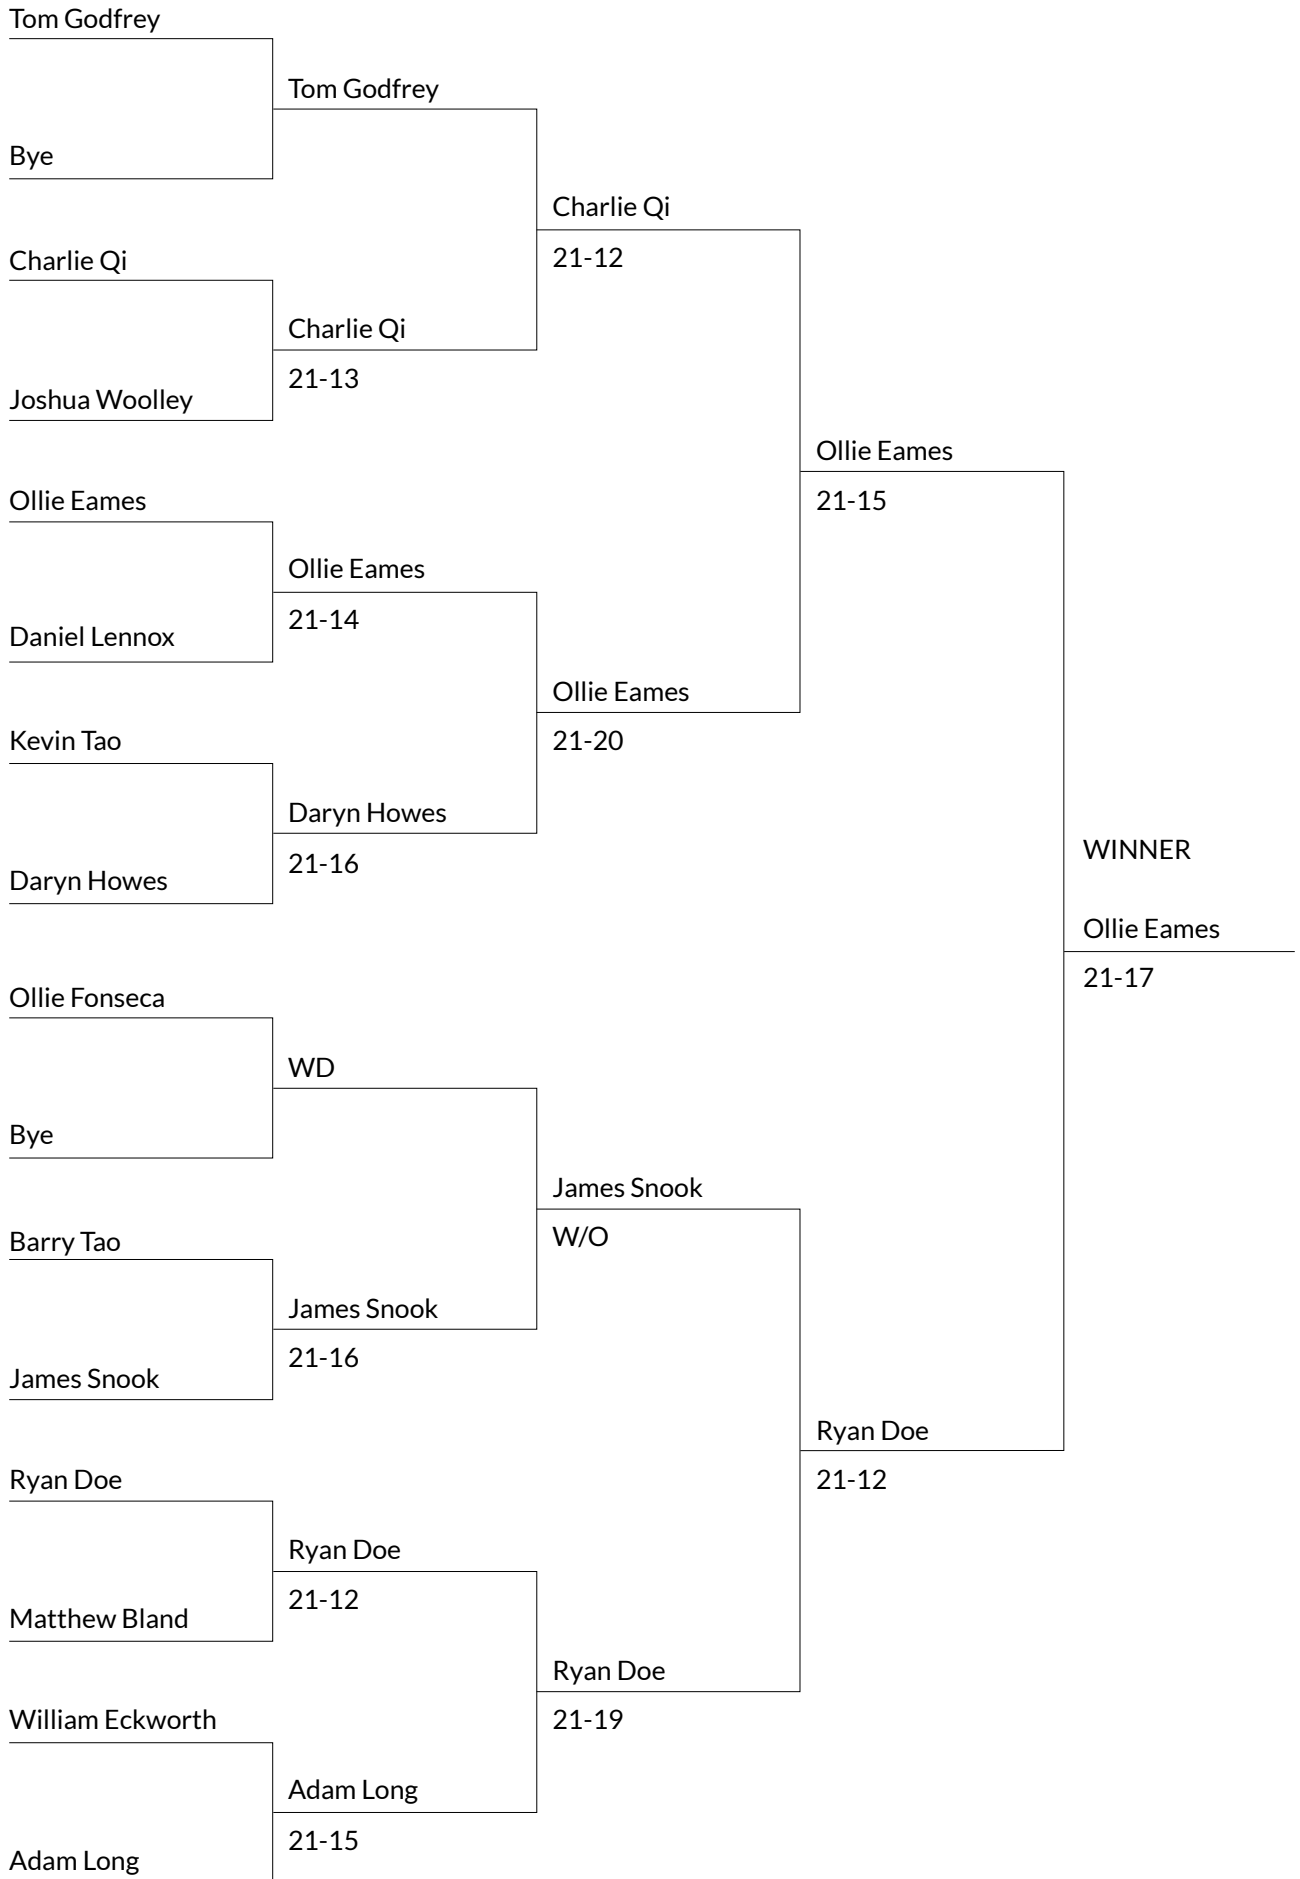 Tom Godfrey
Tom Godfrey
Bye
Charlie Qi
21-12
Charlie Qi
Charlie Qi
21-13
Joshua Woolley
Ollie Eames
21-15
Ollie Eames
Ollie Eames
21-14
Daniel Lennox
Ollie Eames
21-20
Kevin Tao
Daryn Howes
21-16
Daryn Howes
WINNER
Ollie Eames
21-17
Ollie Fonseca
WD
Bye
James Snook
W/O
Barry Tao
James Snook
21-16
James Snook
Ryan Doe
21-12
Ryan Doe
Ryan Doe
21-12
Matthew Bland
Ryan Doe
21-19
William Eckworth
Adam Long
21-15
Adam Long